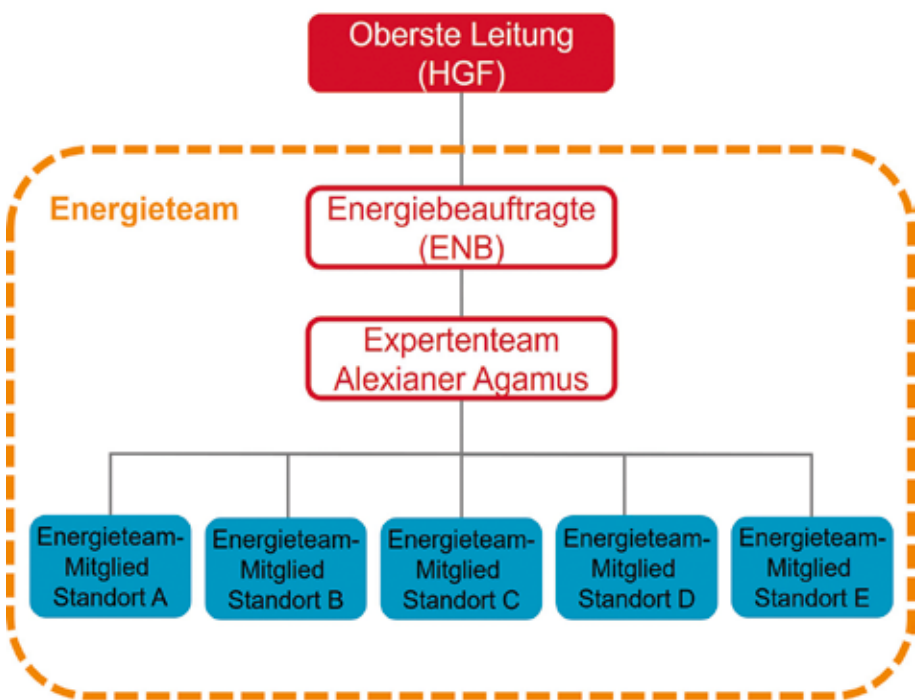 Oberste Leitung
(HGF)
Energieteam
Energiebeauftragte
(ENB)
Expertenteam
Alexianer Agamus
Energieteam-
Mitglied
Standort A
Energieteam-
Mitglied
Standort B
Energieteam-
Mitglied
Standort C
Energieteam-
Mitglied
Standort D
Energieteam-
Mitglied
Standort E